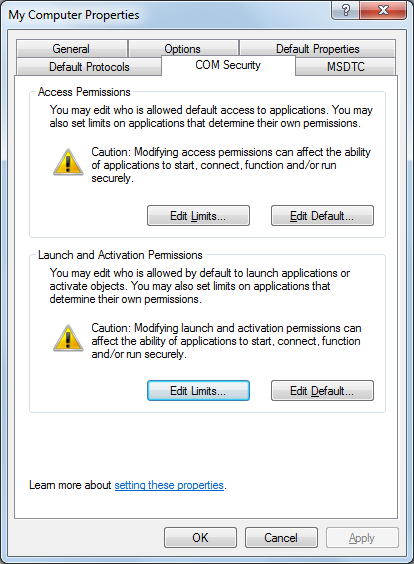 My Computer Properties
General Options Default Properties
Default Protocols COM Security MSDTC
Access Permissions
You may edit who is allowed default access to applications. You may
also set limits on applications that determine their own permissions.
Caution: Modifying access permissions can affect the ability
of applications to start, connect, function and/or run
securely.
Edit Limits... Edit Default...
Launch and Activation Permissions
You may edit who is allowed by default to launch applications or
activate objects. You may also set limits on applications that
determine their own permissions.
Caution: Modifying launch and activation permissions can
affect the ability of applications to start, connect, function
and/or run securely.
Edit Limits... Edit Default...
Learn more about setting these properties.
OK Cancel Apply